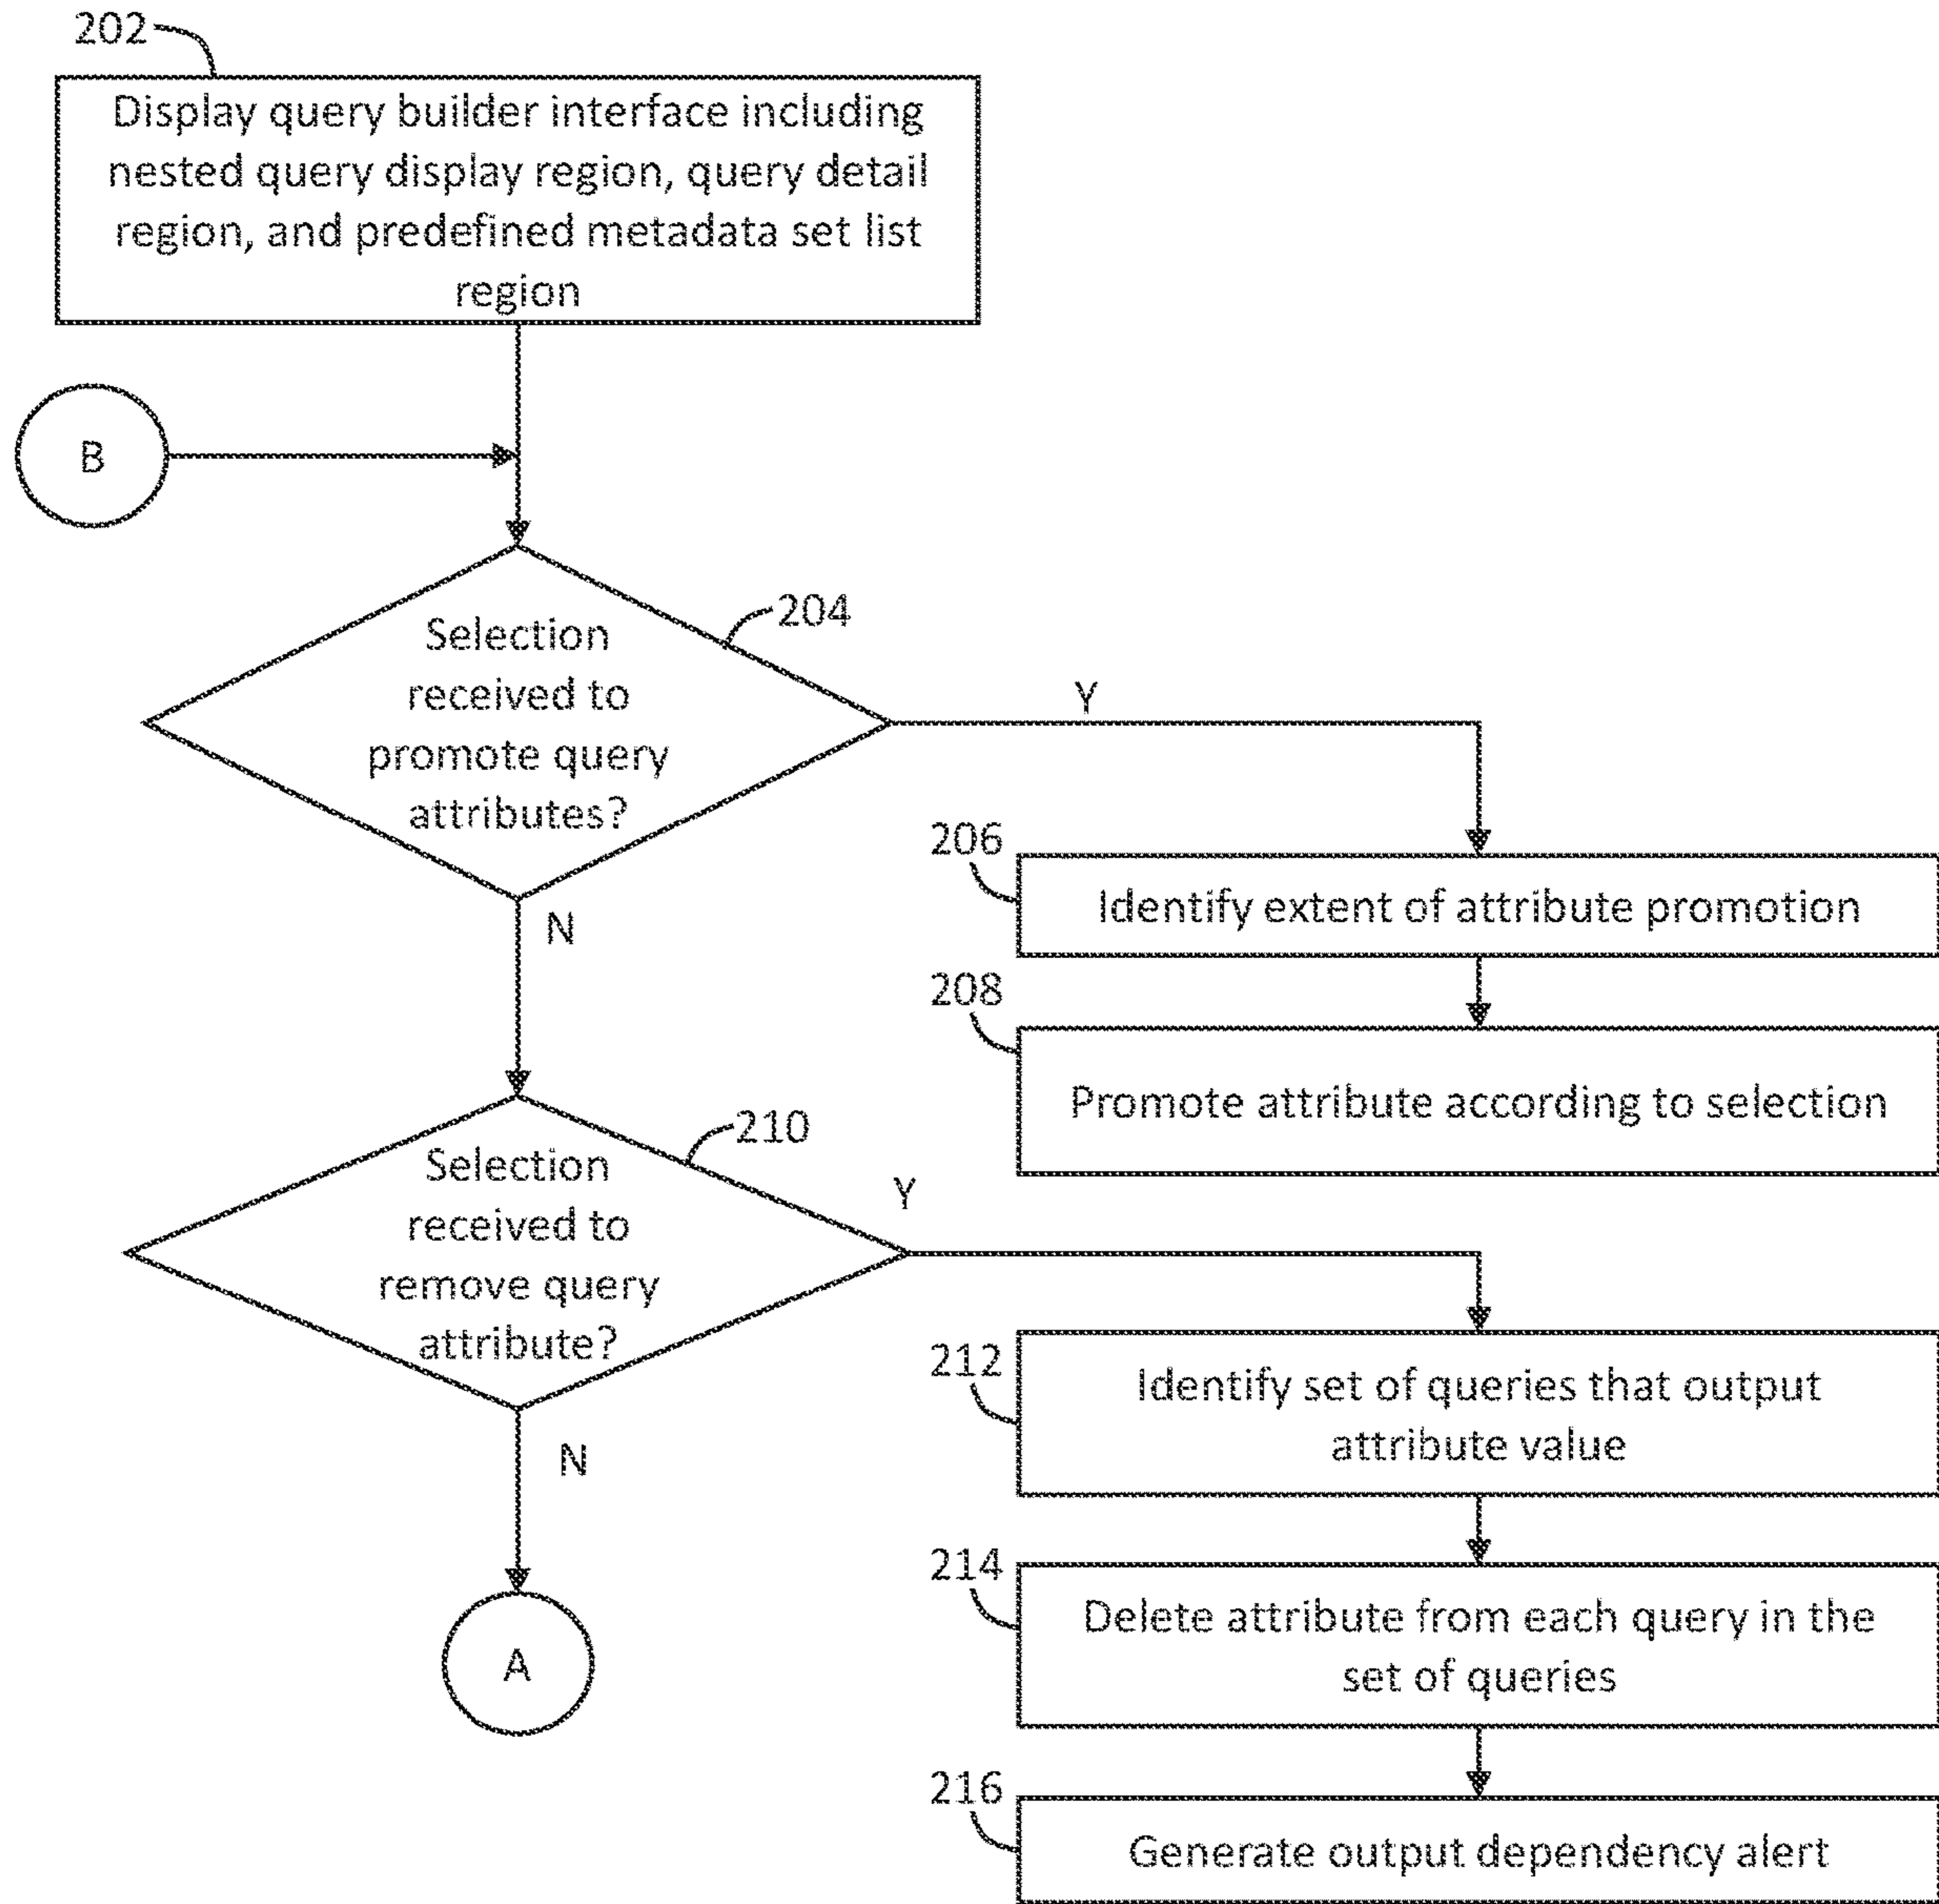 202
Display query builder interface including
nested query display region, query detail
region, and predefined metadata set list
region
B
204
Selection
received to
promote query
attributes?
Y
N
206
Identify extent of attribute promotion
208
Promote attribute according to selection
210
Selection
received to
remove query
attribute?
Y
N
212
Identify set of queries that output
attribute value
214
Delete attribute from each query in the
set of queries
A
216
Generate output dependency alert